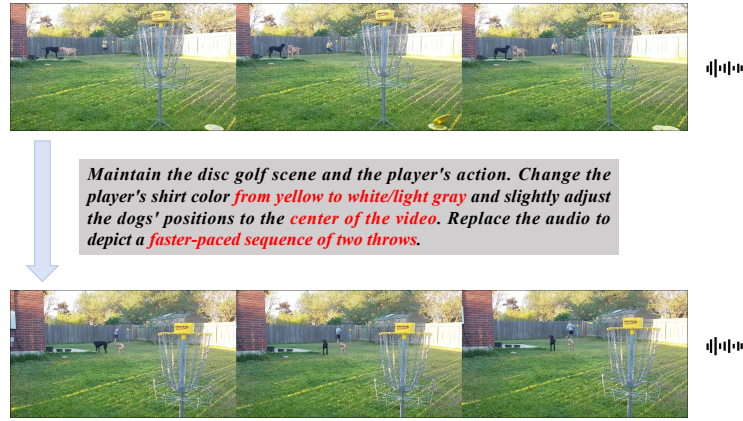 Maintain the disc golf scene and the player's action. Change the
player's shirt color from yellow to white/light gray and slightly adjust
the dogs' positions to the center of the video. Replace the audio to
depict a faster-paced sequence of two throws.